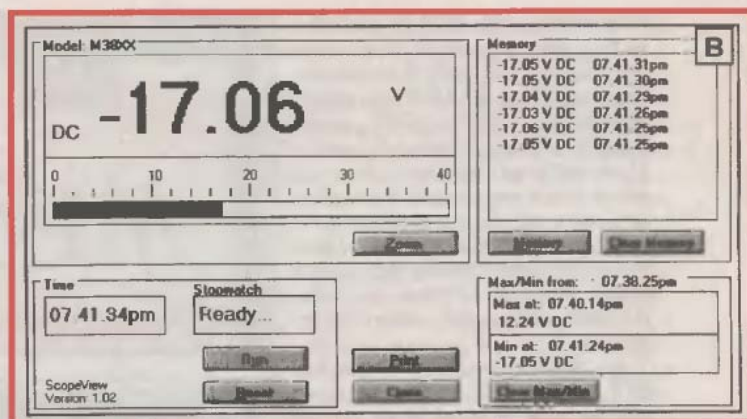 B
Model: M38XX
DC -17.06 V
0 10 20 30 40
Zoom
Memory
-17.05 V DC 07.41.31pm
-17.05 V DC 07.41.30pm
-17.04 V DC 07.41.29pm
-17.03 V DC 07.41.26pm
-17.06 V DC 07.41.25pm
-17.05 V DC 07.41.25pm
Memory Clear Memory
Time
07.41.34pm
Stopwatch
Ready...
Run
Reset
Print
Close
ScopeView
Version: 1.02
Max/Min from: 07.38.25pm
Max at: 07.40.14pm
12.24 V DC
Min at: 07.41.24pm
-17.05 V DC
Clear Max/Min